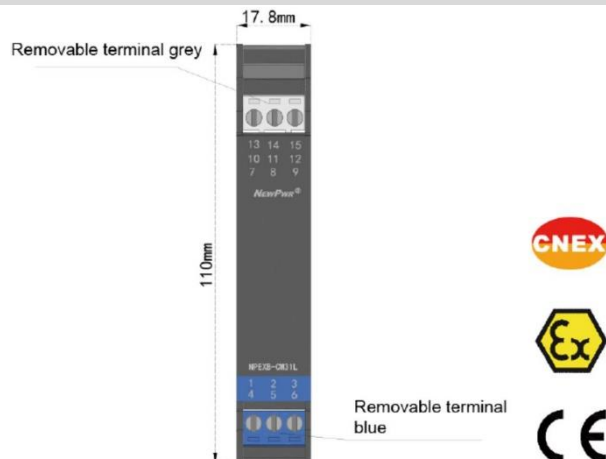 17.8mm
Removable terminal grey
13 14 15
10 11 12
7 8 9
NEWPWR®
110mm
CNEX
Ex
NPEXB-CM31L
1 2 3
4 5 6
Removable terminal
blue
CE